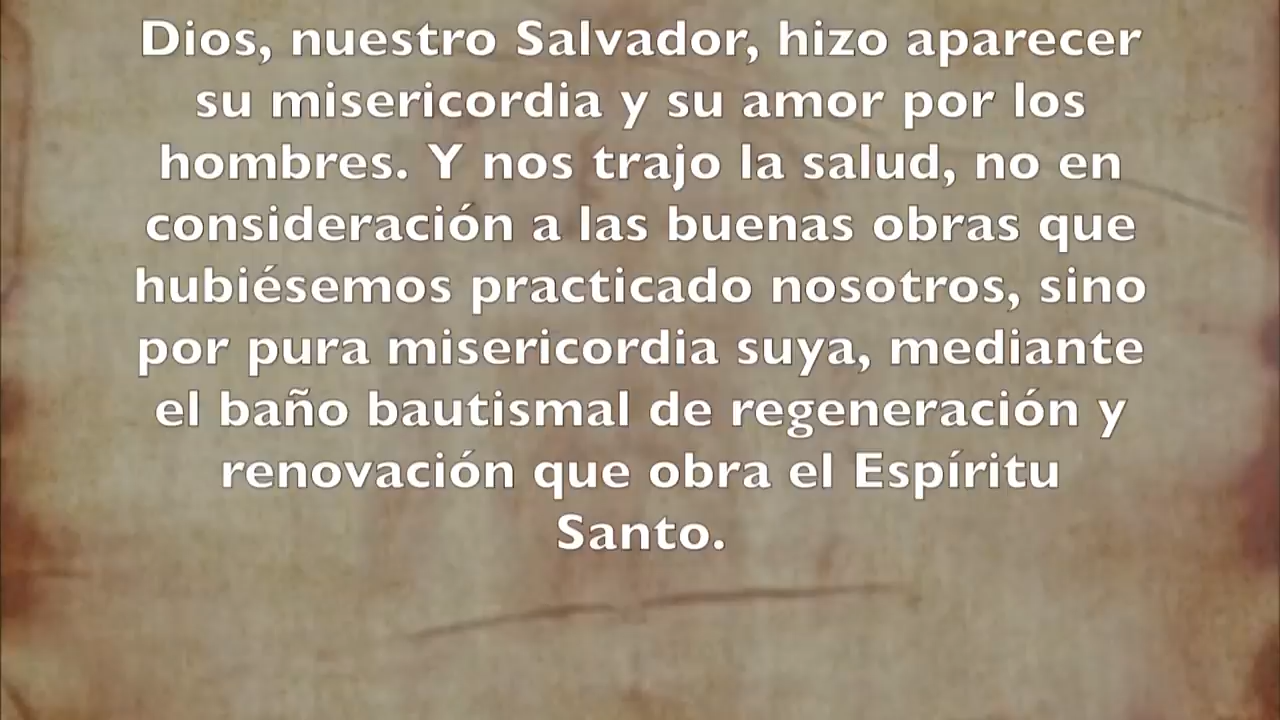 Dios, nuestro Salvador, hizo aparecer
su misericordia y su amor por los
hombres. Y nos trajo la salud, no en
consideración a las buenas obras que
hubiésemos practicado nosotros, sino
por pura misericordia suya, mediante
el baño bautismal de regeneración y
renovación que obra el Espíritu
Santo.